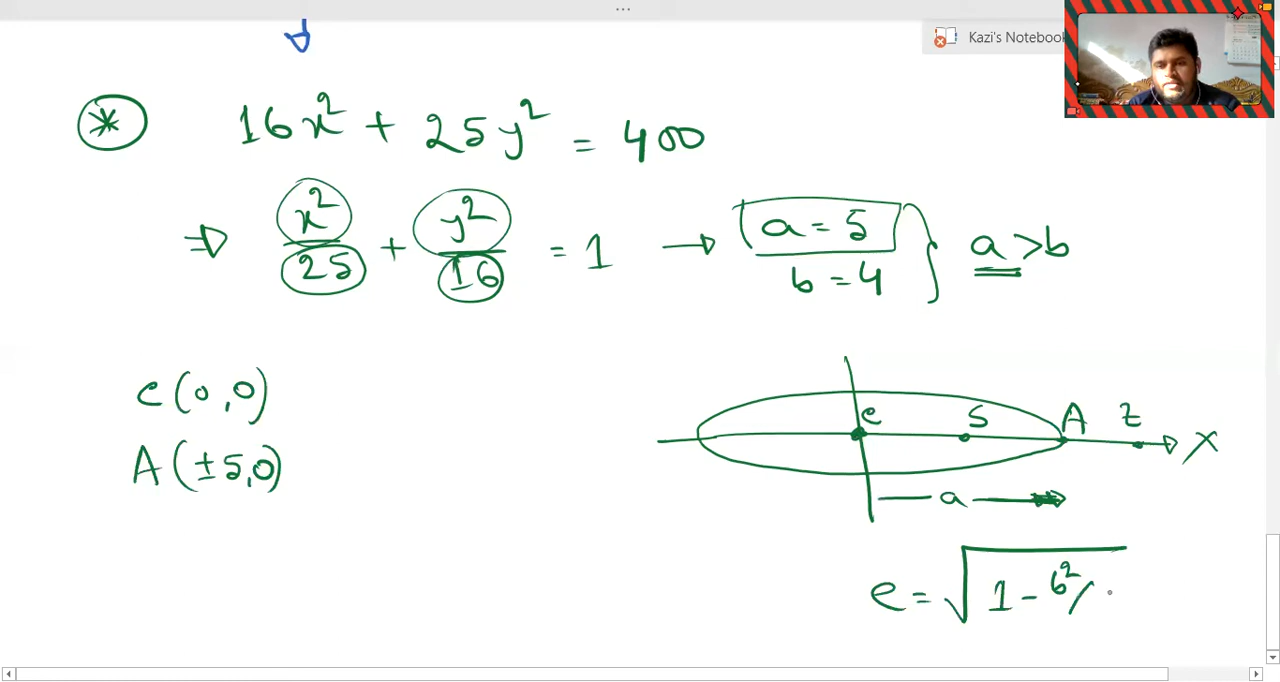 ...
Kazi's Notebook
* 16x² + 25y² = 400
⇒ x²/25 + y²/16 = 1 → a = 5 b = 4 } a > b
C(0,0)
A(±5,0)
C S A Z X
a
e = √1 - b²/